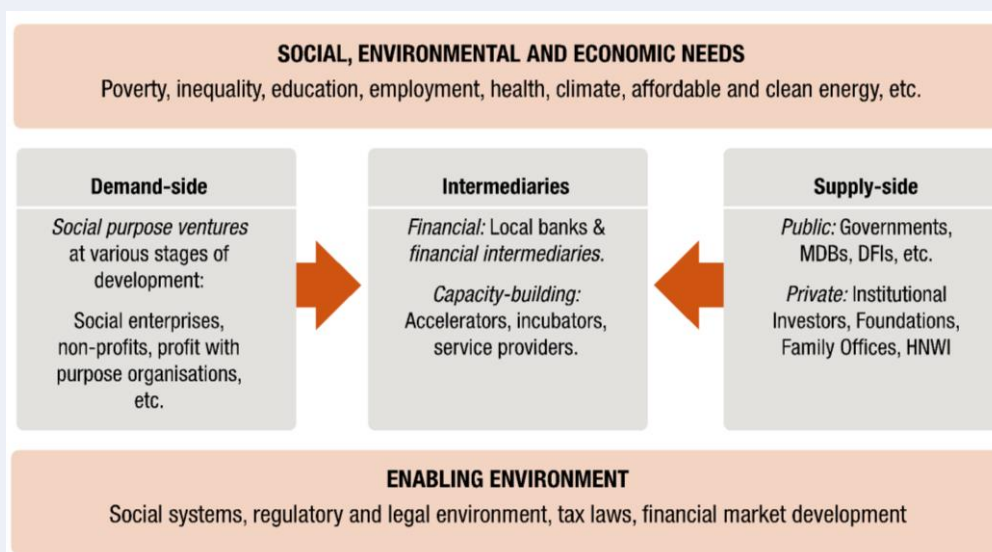 SOCIAL, ENVIRONMENTAL AND ECONOMIC NEEDS
Poverty, inequality, education, employment, health, climate, affordable and clean energy, etc.
Demand-side
Social purpose ventures
at various stages of
development:
Social enterprises,
non-profits, profit with
purpose organisations,
etc.
Intermediaries
Financial: Local banks &
financial intermediaries.
Capacity-building:
Accelerators, incubators,
service providers.
Supply-side
Public: Governments,
MDBs, DFIs, etc.
Private: Institutional
Investors, Foundations,
Family Offices, HNWI
ENABLING ENVIRONMENT
Social systems, regulatory and legal environment, tax laws, financial market development